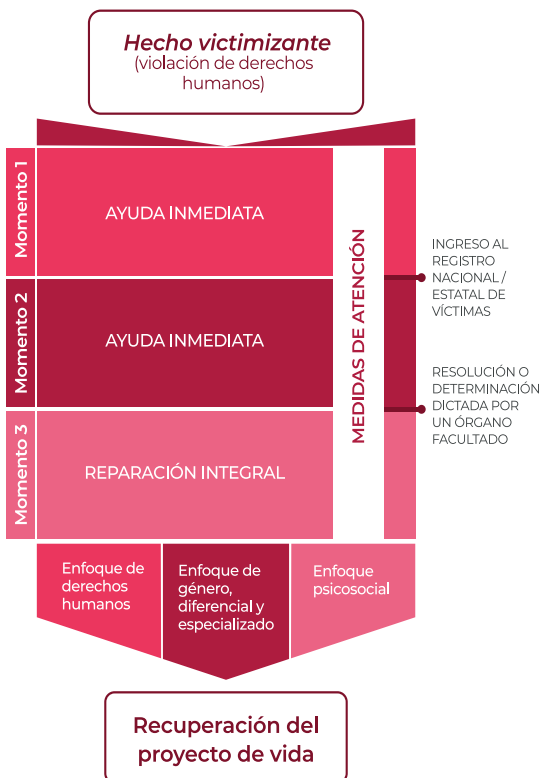 Hecho victimizante
(violación de derechos
humanos)
Momento 1
AYUDA INMEDIATA
Momento 2
AYUDA INMEDIATA
Momento 3
REPARACIÓN INTEGRAL
MEDIDAS DE ATENCIÓN
INGRESO AL
REGISTRO
NACIONAL /
ESTATAL DE
VÍCTIMAS
RESOLUCIÓN O
DETERMINACIÓN
DICTADA POR
UN ÓRGANO
FACULTADO
Enfoque de
derechos
humanos
Enfoque de
género,
diferencial y
especializado
Enfoque
psicosocial
Recuperación del
proyecto de vida